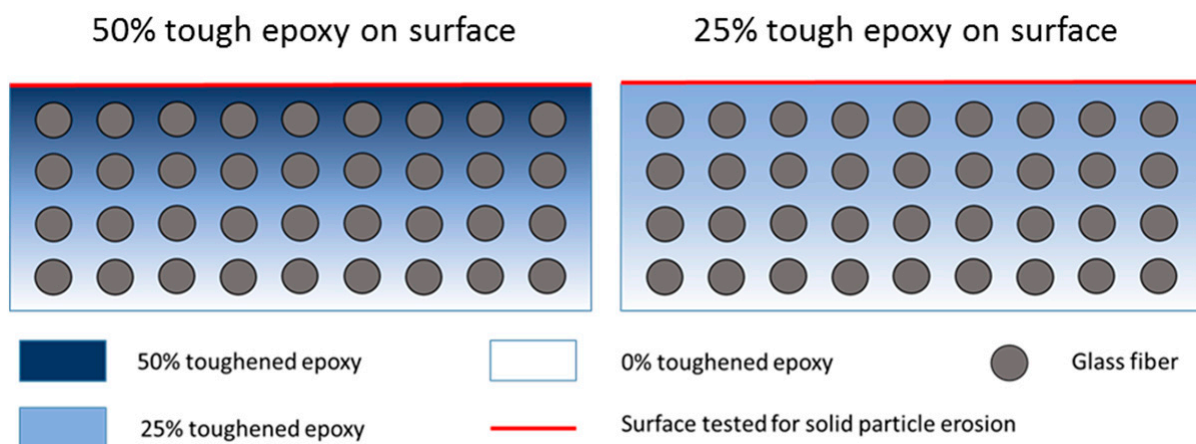 50% tough epoxy on surface
25% tough epoxy on surface
50% toughened epoxy
0% toughened epoxy
Glass fiber
25% toughened epoxy
Surface tested for solid particle erosion